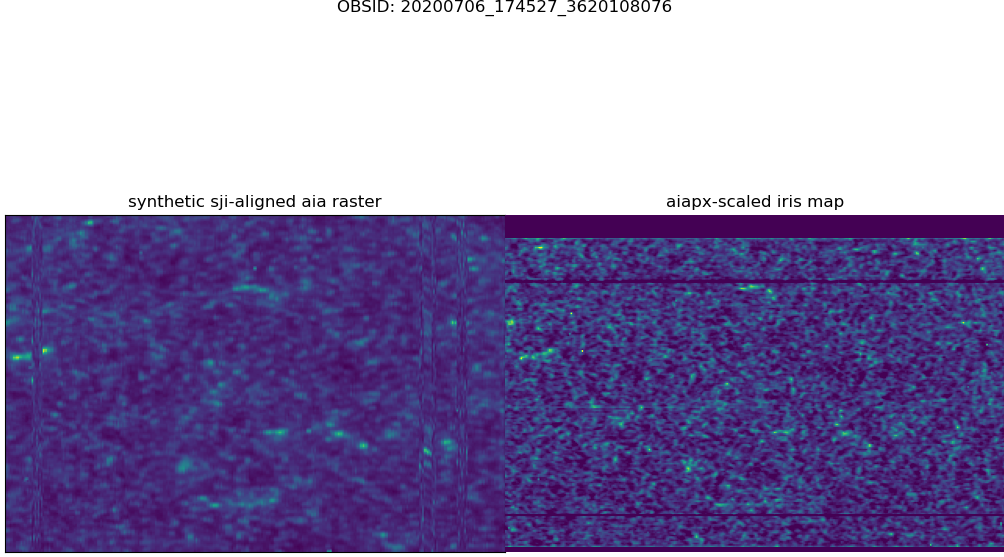 OBSID: 20200706_174527_3620108076
synthetic sji-aligned aia raster
aiapx-scaled iris map